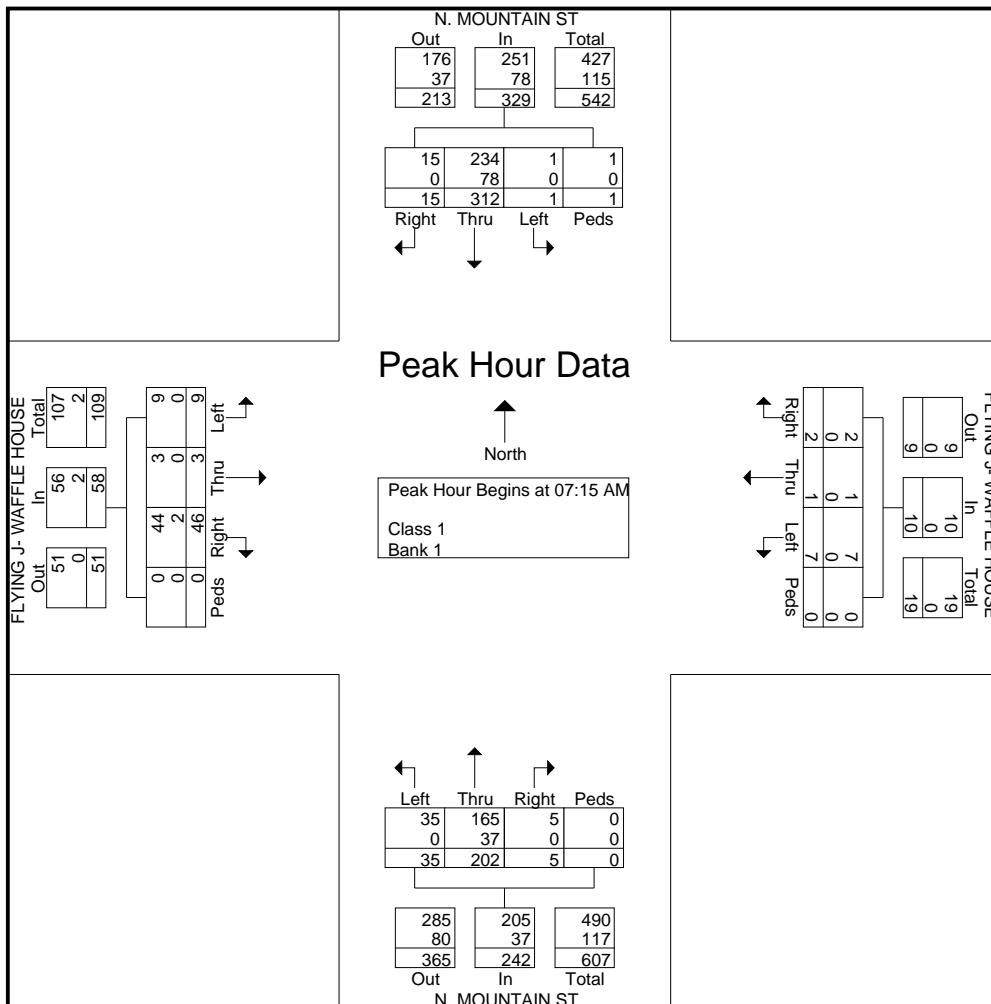 N. MOUNTAIN ST
Out In Total
176 251 427
37 78 115
213 329 542
15 234 1 1
0 78 0 0
15 312 1 1
Right Thru Left Peds
Peak Hour Data
North
Peak Hour Begins at 07:15 AM
Class 1
Bank 1
FLYING J- WAFFLE HOUSE
Out In Total
51 56 107
0 2 2
51 58 109
Left Thru Right Peds
9 3 44 0
0 0 2 0
9 3 46 0
FLYING J- WAFFLE HOUSE
Out In Total
9 10 19
0 0 0
9 10 19
2 1 7 0
0 0 0 0
2 1 7 0
Right Thru Left Peds
Left Thru Right Peds
35 165 5 0
0 37 0 0
35 202 5 0
285 205 490
80 37 117
365 242 607
Out In Total
N. MOUNTAIN ST